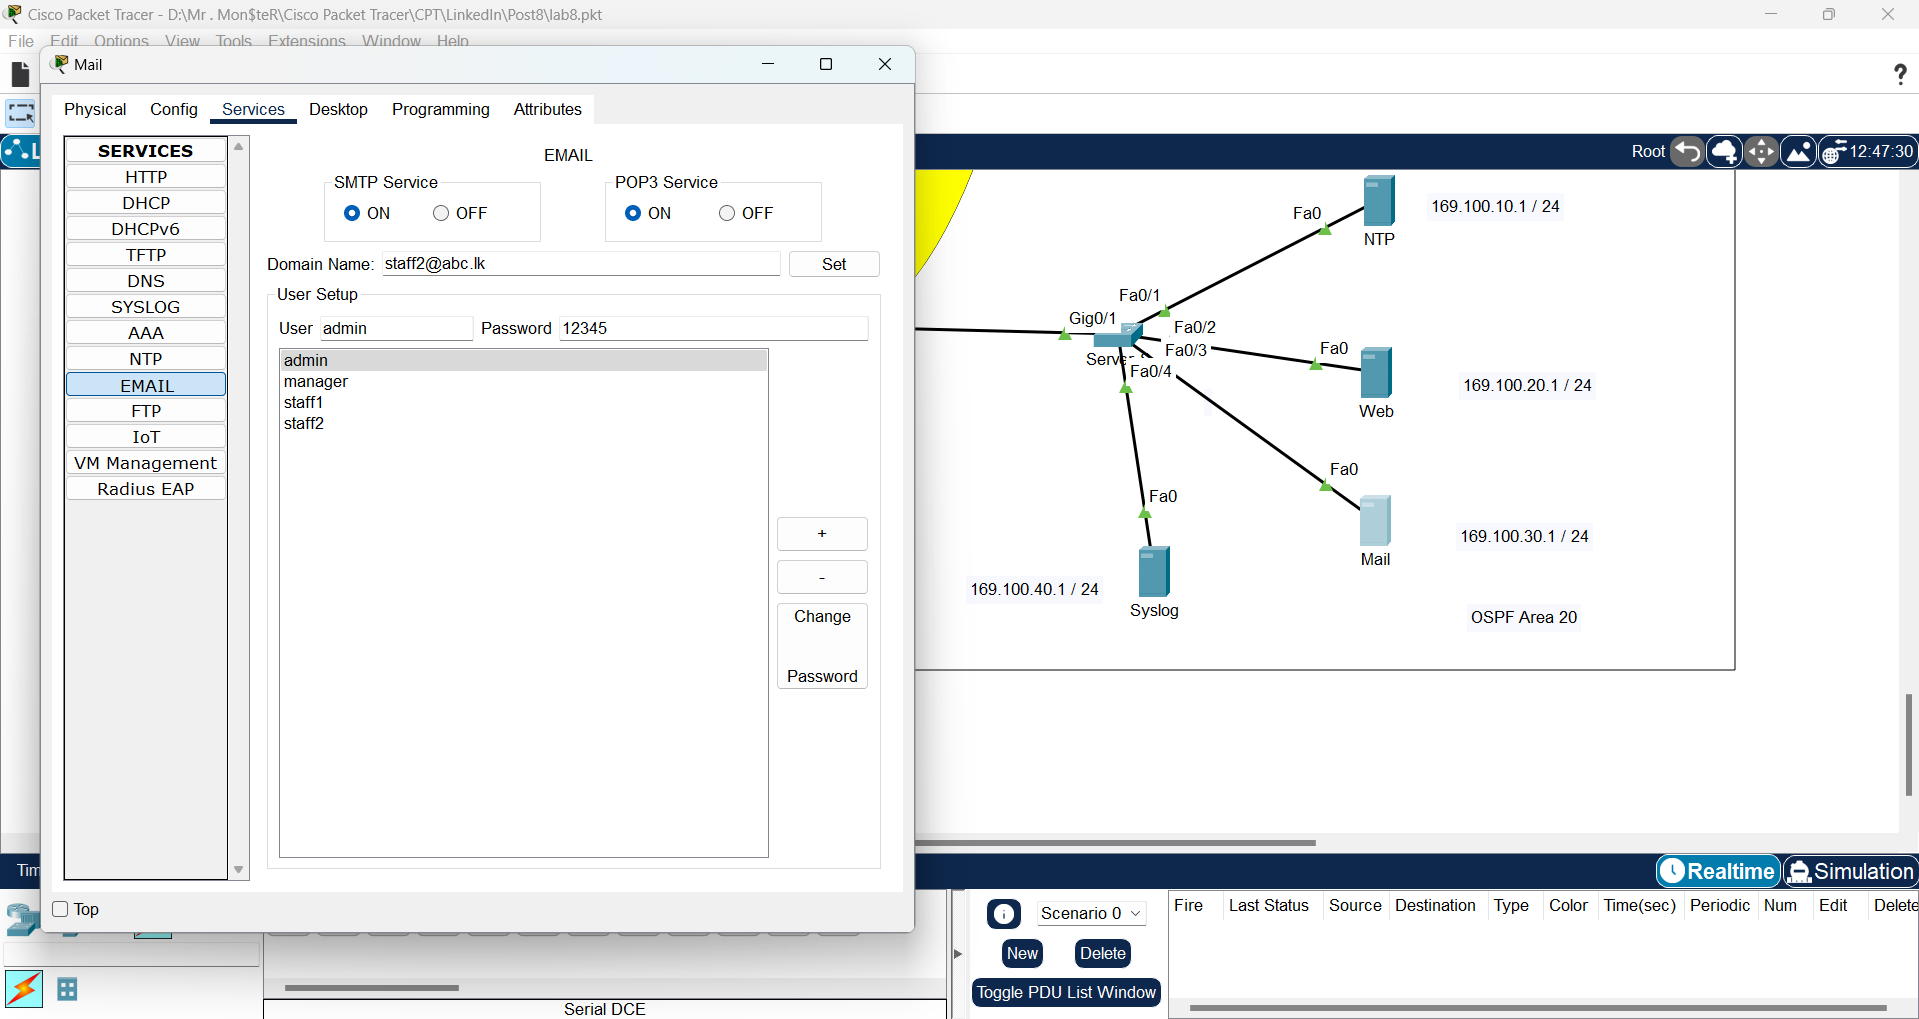 Cisco Packet Tracer - D:\Mr . Mon$teR\Cisco Packet Tracer\CPT\LinkedIn\Post8\lab8.pkt
File Edit Options View Tools Extensions Window Help
Mail
?
Physical Config Services Desktop Programming Attributes
Root 12:47:30
SERVICES
HTTP
DHCP
DHCPv6
TFTP
DNS
SYSLOG
AAA
NTP
EMAIL
FTP
IoT
VM Management
Radius EAP
EMAIL
SMTP Service
ON OFF
POP3 Service
ON OFF
Domain Name: staff2@abc.lk Set
User Setup
User admin Password 12345
admin
manager
staff1
staff2
+
-
Change
Password
Top
Fa0
NTP
169.100.10.1 / 24
Fa0/1
Gig0/1
Fa0/2
Fa0/3
Fa0/4
Fa0
Web
169.100.20.1 / 24
Fa0
Mail
169.100.30.1 / 24
Fa0
Syslog
169.100.40.1 / 24
OSPF Area 20
Tim
Realtime Simulation
Scenario 0
New Delete
Toggle PDU List Window
Fire Last Status Source Destination Type Color Time(sec) Periodic Num Edit Delete
Serial DCE